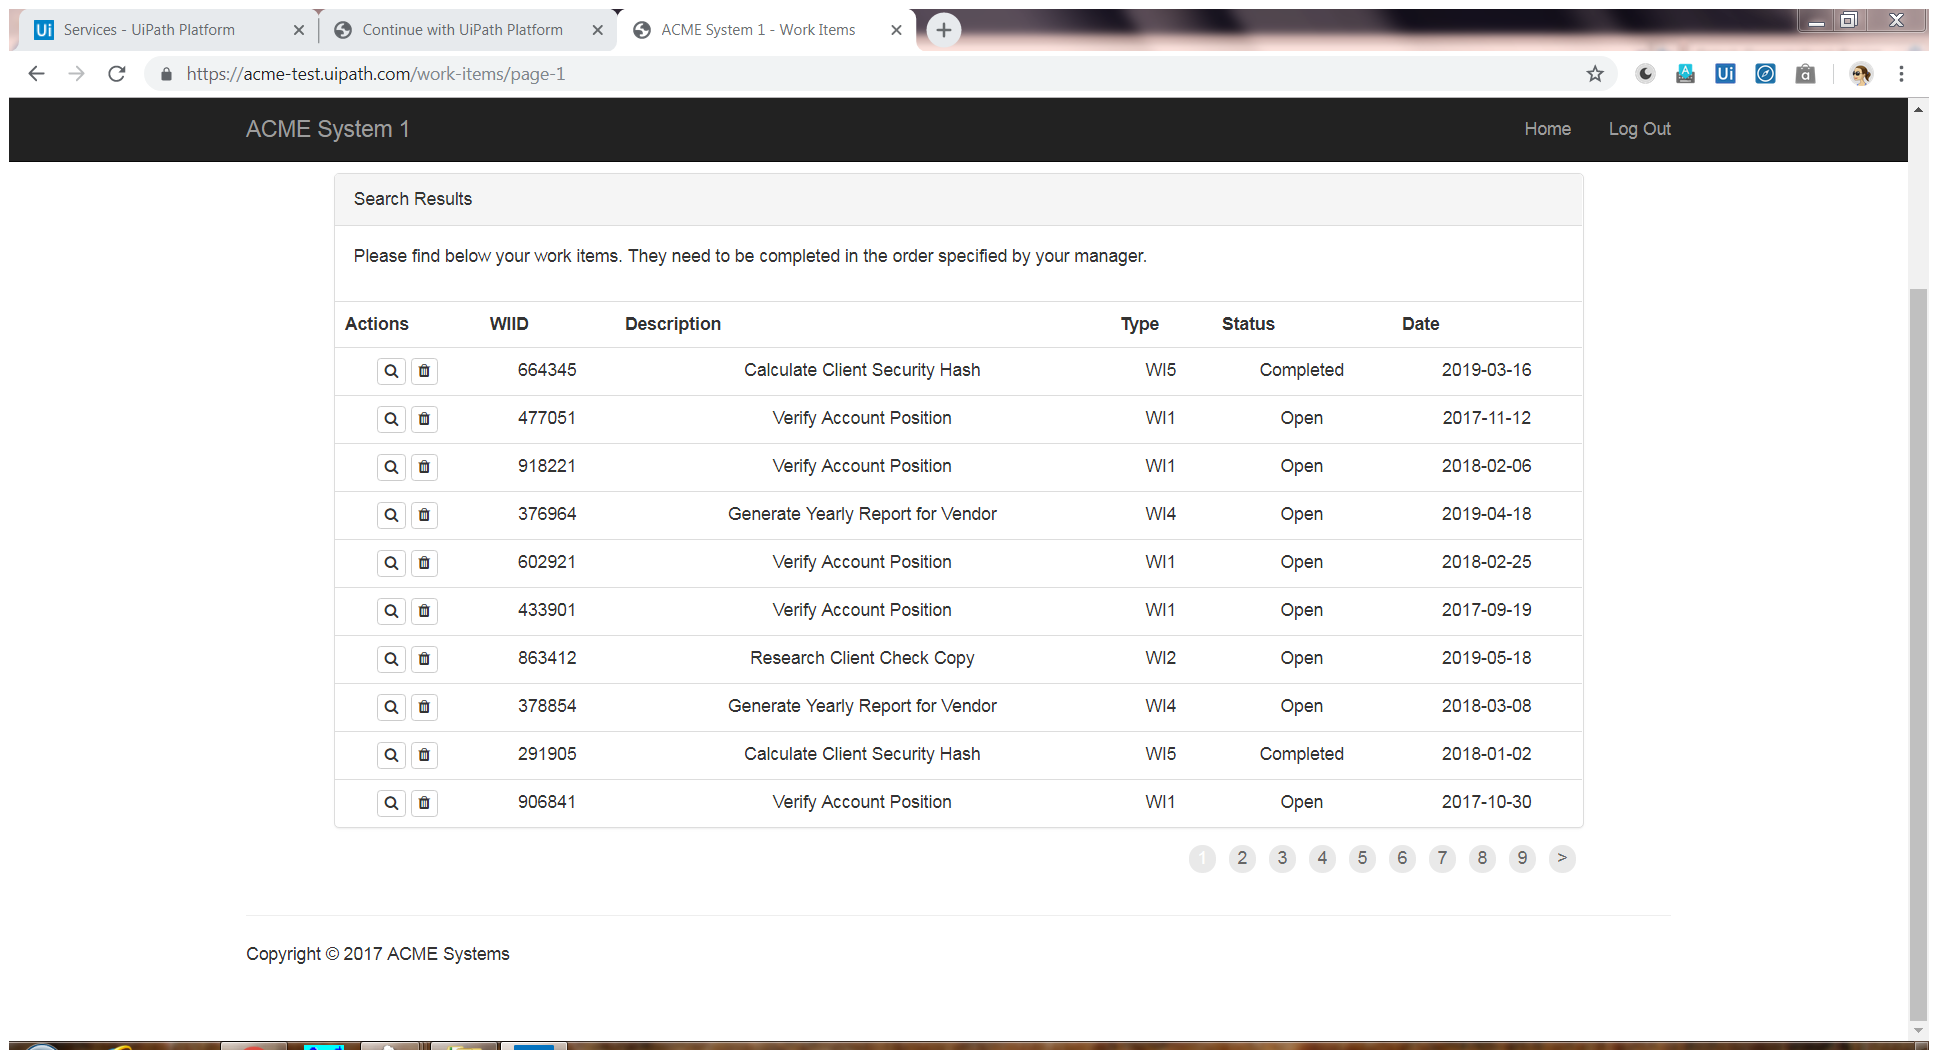 Services - UiPath Platform
Continue with UiPath Platform
ACME System 1 - Work Items
https://acme-test.uipath.com/work-items/page-1
ACME System 1 Home Log Out
Search Results
Please find below your work items. They need to be completed in the order specified by your manager.
Actions WIID Description Type Status Date
664345 Calculate Client Security Hash WI5 Completed 2019-03-16
477051 Verify Account Position WI1 Open 2017-11-12
918221 Verify Account Position WI1 Open 2018-02-06
376964 Generate Yearly Report for Vendor WI4 Open 2019-04-18
602921 Verify Account Position WI1 Open 2018-02-25
433901 Verify Account Position WI1 Open 2017-09-19
863412 Research Client Check Copy WI2 Open 2019-05-18
378854 Generate Yearly Report for Vendor WI4 Open 2018-03-08
291905 Calculate Client Security Hash WI5 Completed 2018-01-02
906841 Verify Account Position WI1 Open 2017-10-30
1 2 3 4 5 6 7 8 9 >
Copyright © 2017 ACME Systems